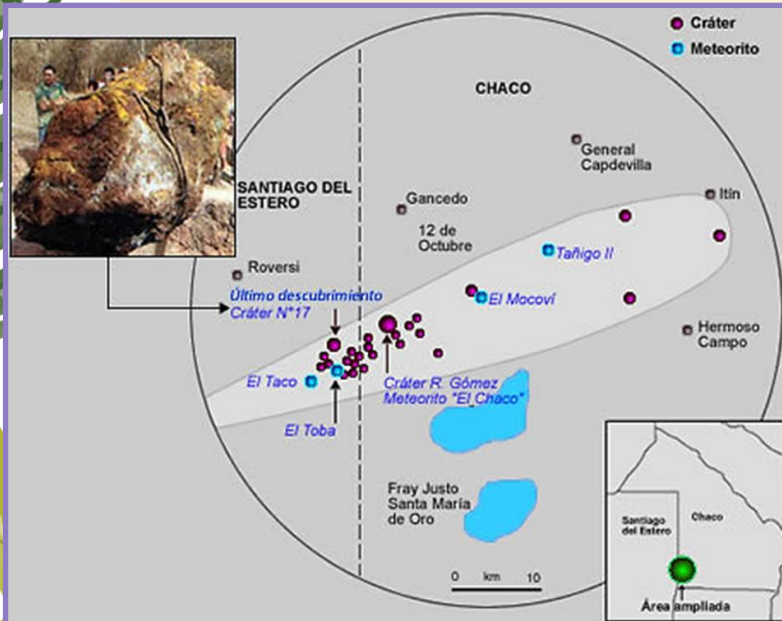 Cráter
Meteorito
CHACO
General
Capdevilla
SANTIAGO DEL
ESTERO
Gancedo
Itín
12 de
Octubre
Tañigo II
Roversi
Último descubrimiento
Cráter N°17
El Mocoví
Hermoso
Campo
El Taco
Cráter R. Gómez
Meteorito "El Chaco"
El Toba
Fray Justo
Santa María
de Oro
0 km 10
Santiago
del Estero
Chaco
Área ampliada